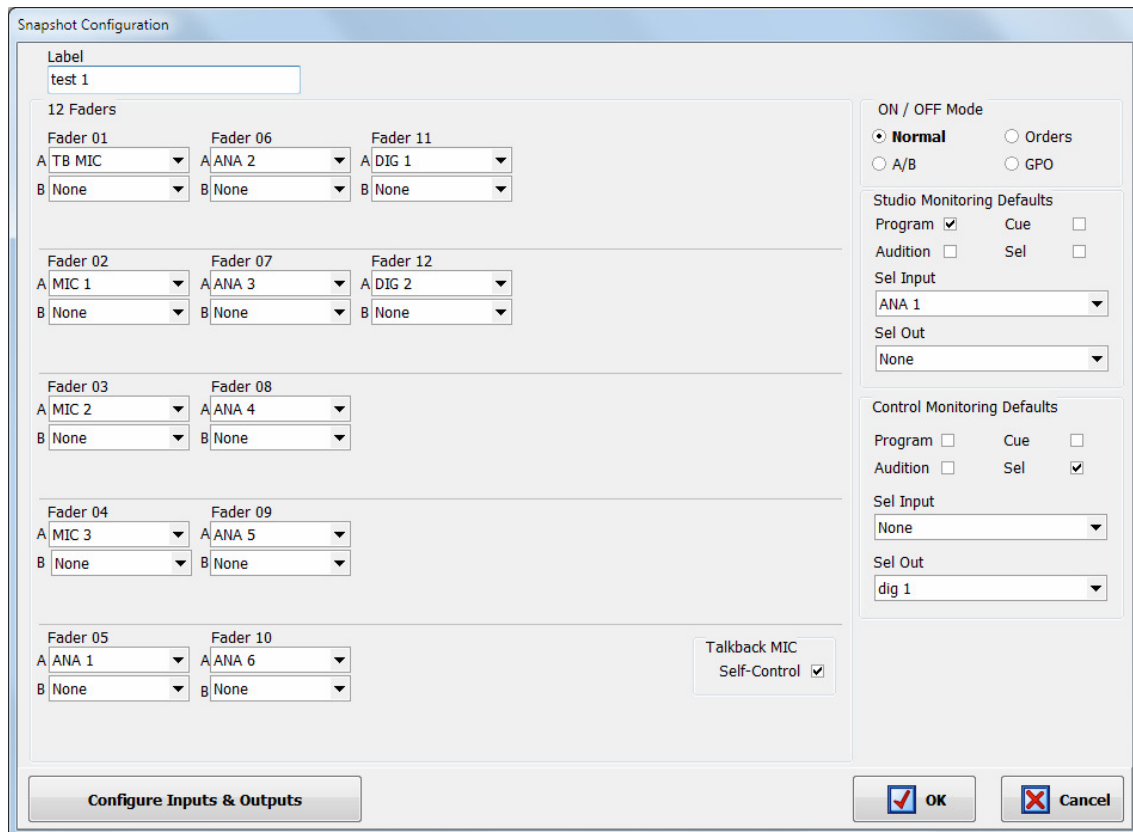 Snapshot Configuration
Label
test 1
12 Faders
Fader 01 Fader 06 Fader 11
A TB MIC A ANA 2 A DIG 1
B None B None B None
Fader 02 Fader 07 Fader 12
A MIC 1 A ANA 3 A DIG 2
B None B None B None
Fader 03 Fader 08
A MIC 2 A ANA 4
B None B None
Fader 04 Fader 09
A MIC 3 A ANA 5
B None B None
Fader 05 Fader 10
A ANA 1 A ANA 6
B None B None
Talkback MIC
Self-Control
ON / OFF Mode
Normal Orders
A/B GPO
Studio Monitoring Defaults
Program Cue
Audition Sel
Sel Input
ANA 1
Sel Out
None
Control Monitoring Defaults
Program Cue
Audition Sel
Sel Input
None
Sel Out
dig 1
Configure Inputs & Outputs OK Cancel